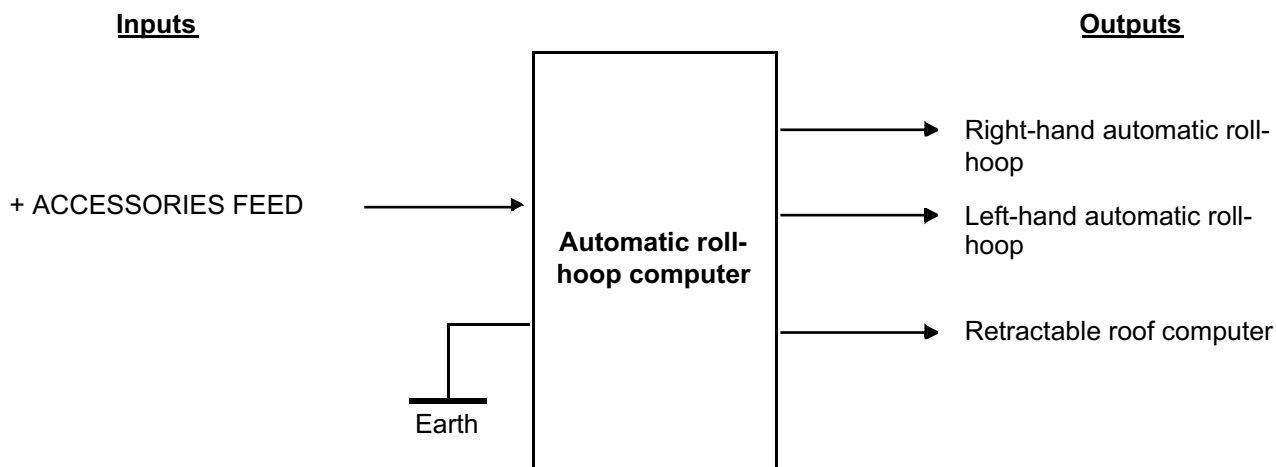 Inputs
Outputs
Right-hand automatic roll-
hoop
+ ACCESSORIES FEED
Left-hand automatic roll-
hoop
Automatic roll-
hoop computer
Retractable roof computer
Earth